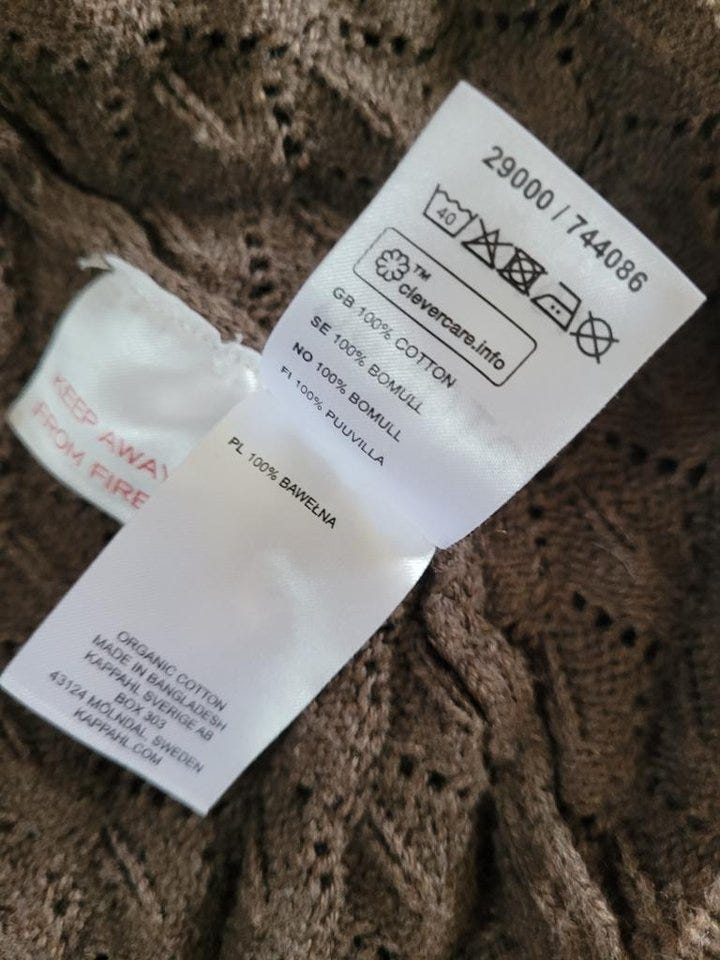 29000 / 744086
40
™
clevercare.info
GB 100% COTTON
SE 100% BOMULL
NO 100% BOMULL
FI 100% PUUVILLA
PL 100% BAWEŁNA
ORGANIC COTTON
MADE IN BANGLADESH
KAPPAHL SVERIGE AB
BOX 303
43124 MÖLNDAL, SWEDEN
KAPPAHL.COM
KEEP AWAY
FROM FIRE